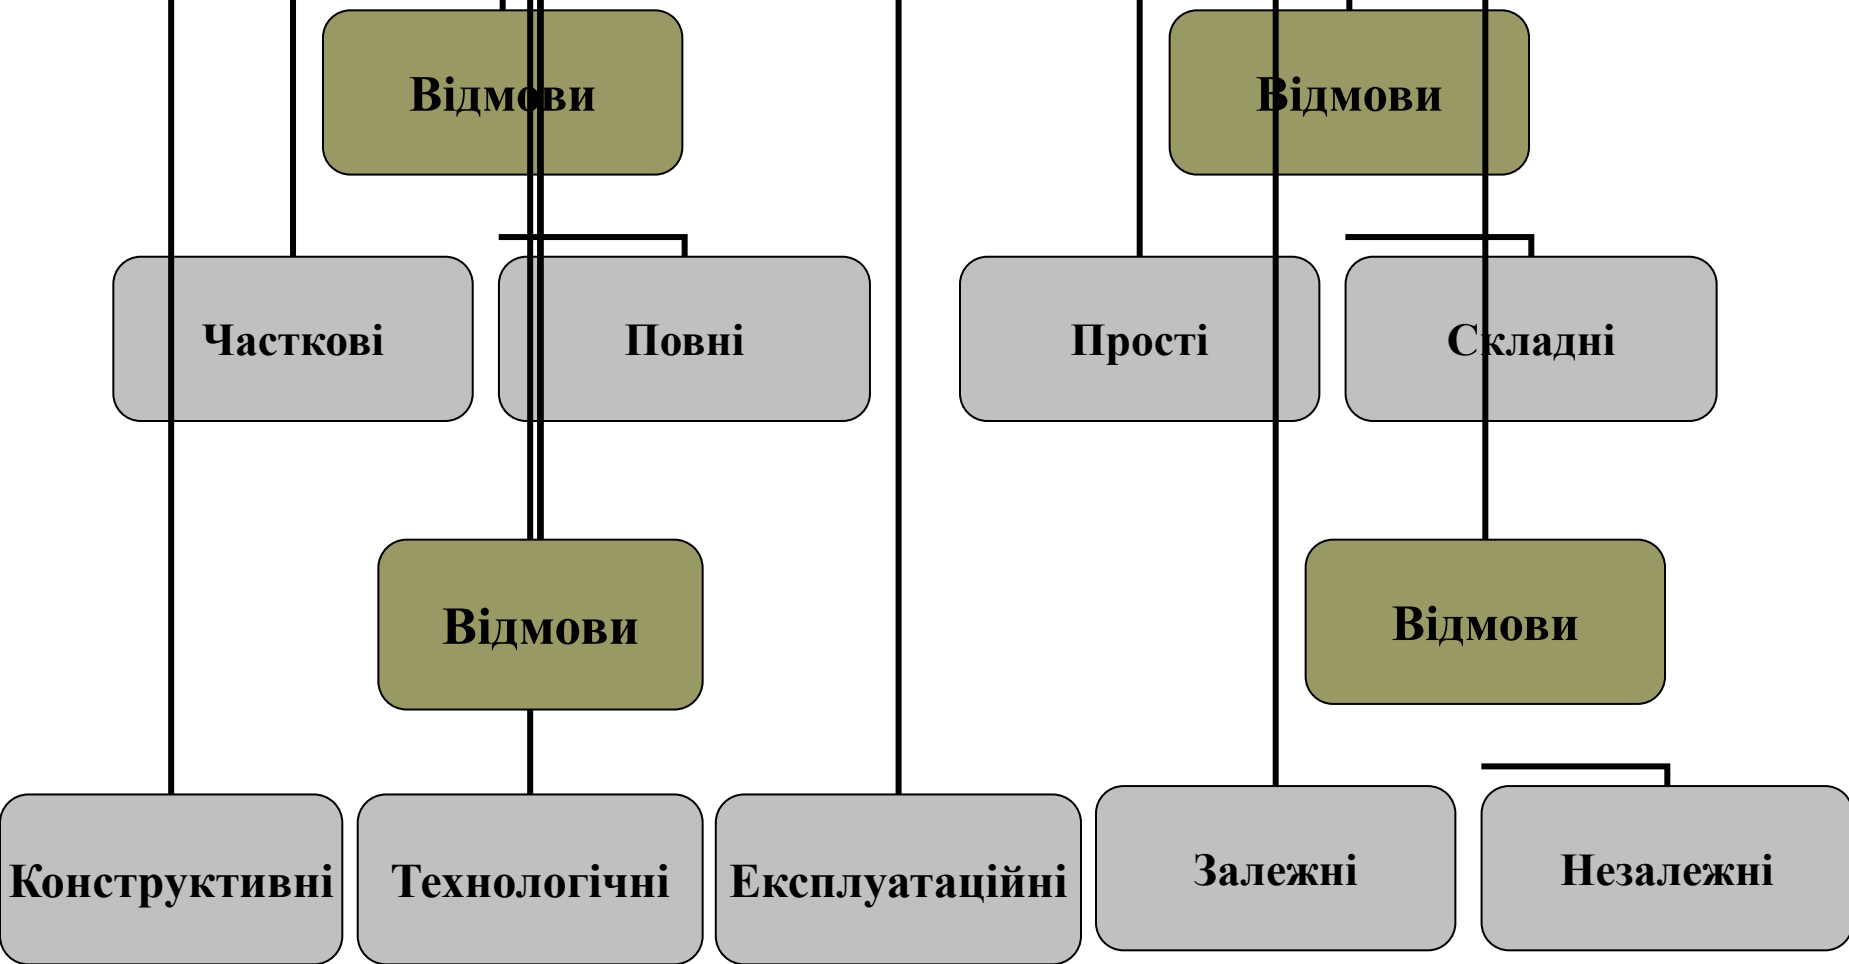 Відмови
Відмови
Часткові
Повні
Прості
Складні
Відмови
Відмови
Конструктивні
Технологічні
Експлуатаційні
Залежні
Незалежні